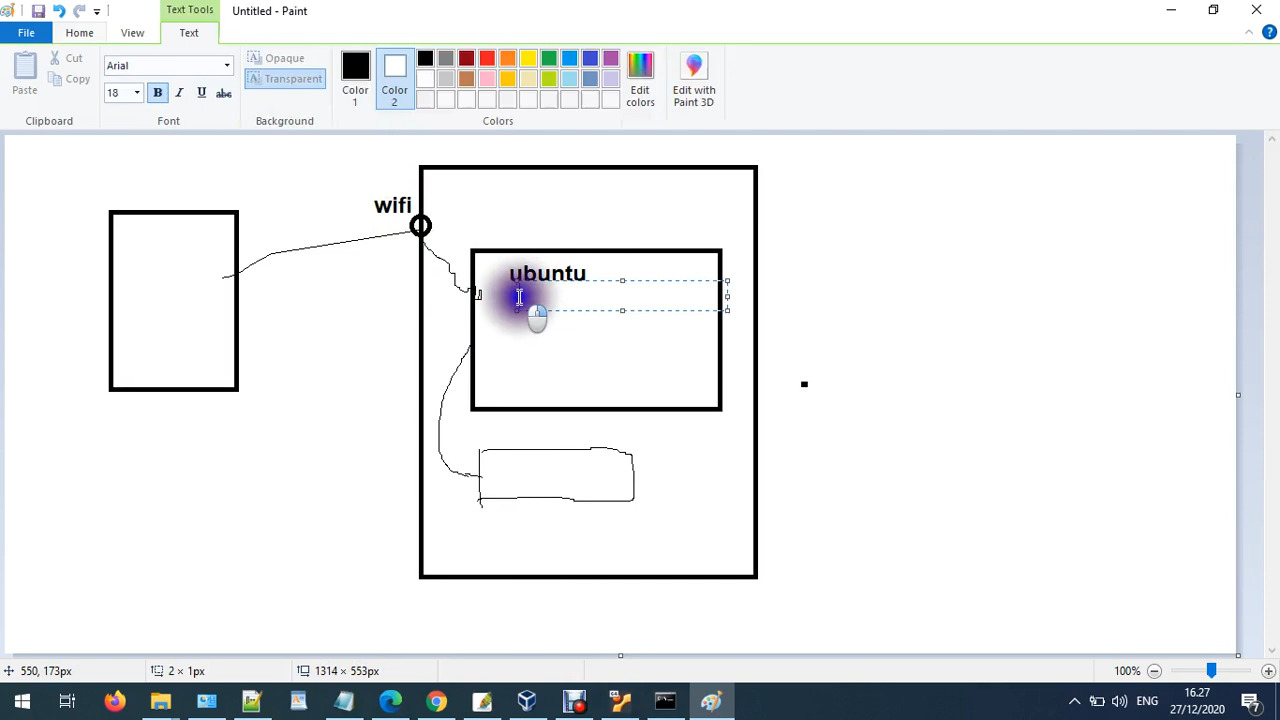 Text Tools
Untitled - Paint
File
Home
View
Text
Paste
Cut
Copy
Clipboard
Arial
18
B
I
U
abc
Font
Opaque
Transparent
Background
Color 1
Color 2
Edit colors
Colors
Edit with Paint 3D
wifi
ubuntu
550, 173px
2 × 1px
1314 × 553px
100%
ENG
16.27
27/12/2020
7